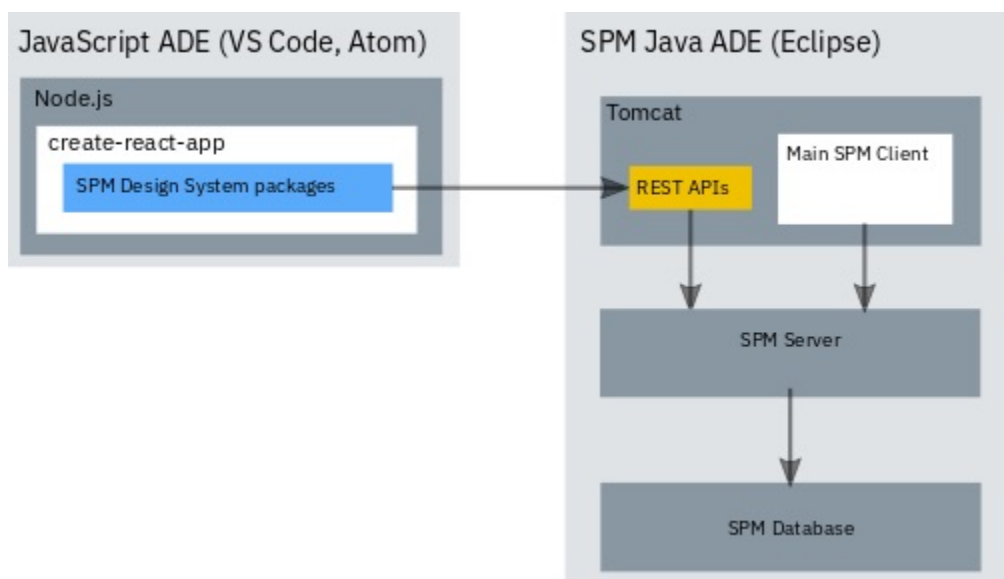 JavaScript ADE (VS Code, Atom)
Node.js
create-react-app
SPM Design System packages
SPM Java ADE (Eclipse)
Tomcat
Main SPM Client
REST APIs
SPM Server
SPM Database